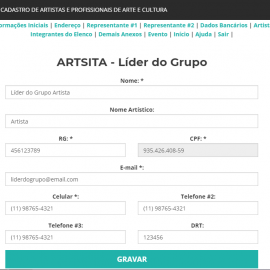 CADASTRO DE ARTISTAS E PROFISSIONAIS DE ARTE E CULTURA
ormações Iniciais | Endereço | Representante #1 | Representante #2 | Dados Bancários | Artist
Integrantes do Elenco | Demais Anexos | Evento | Início | Ajuda | Sair |
ARTSITA - Líder do Grupo
Nome: *
Líder do Grupo Artista
Nome Artístico:
Artista
RG: * CPF: *
456123789 935.426.408-59
E-mail *:
liderdogrupo@email.com
Celular *: Telefone #2:
(11) 98765-4321 (11) 98765-4321
Telefone #3: DRT:
(11) 98765-4321 123456
GRAVAR